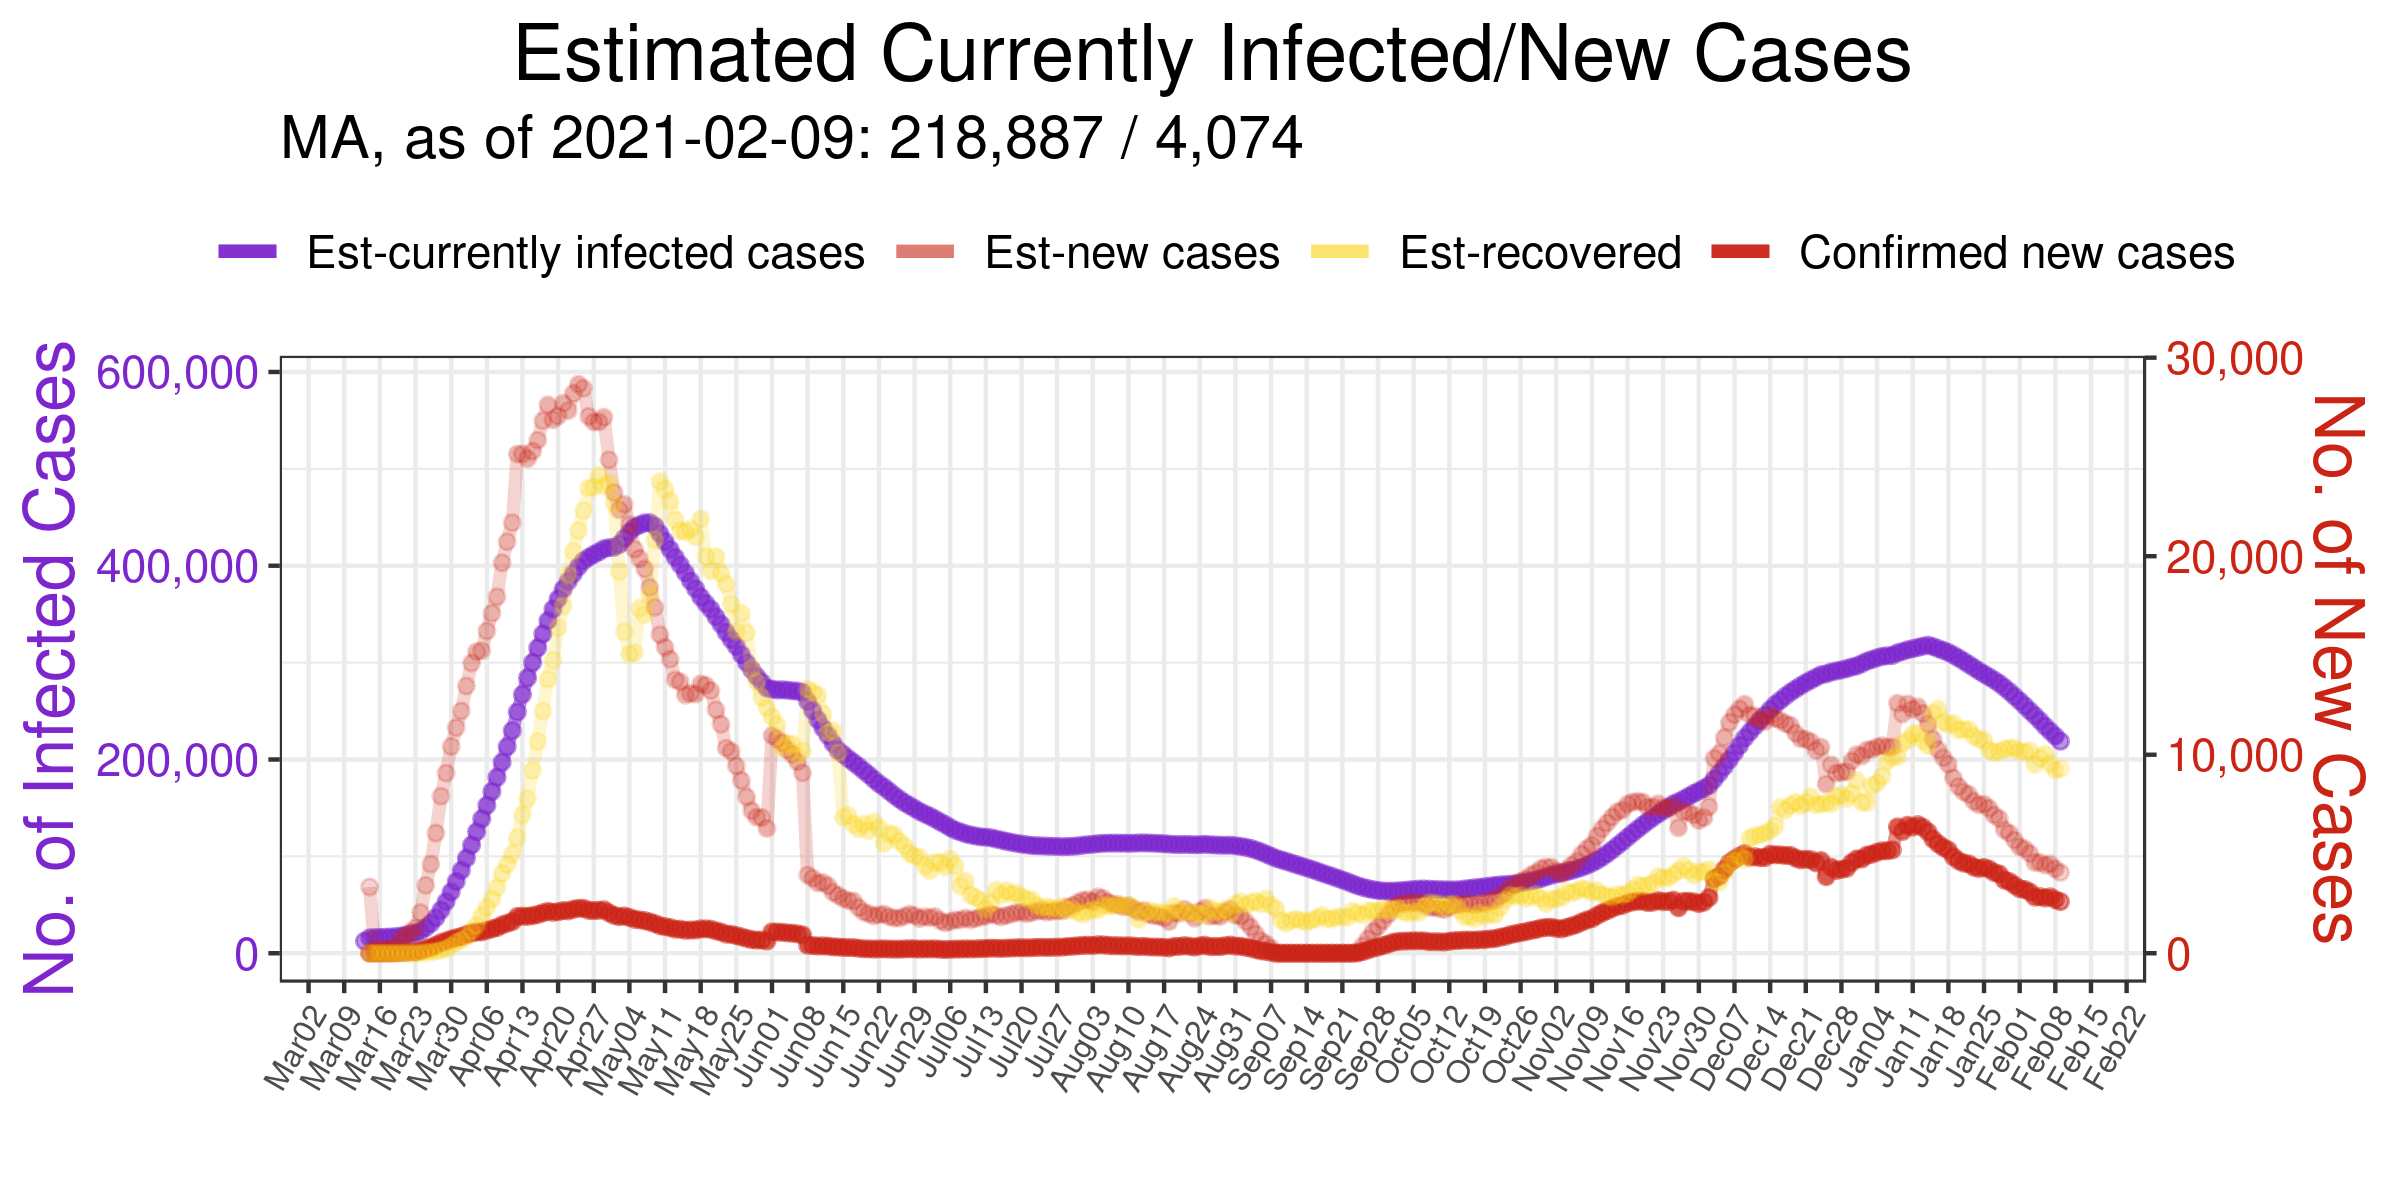 Estimated Currently Infected/New Cases
MA, as of 2021-02-09: 218,887 / 4,074
Est-currently infected cases Est-new cases Est-recovered Confirmed new cases
No. of Infected Cases
600,000
400,000
200,000
0
30,000
20,000
10,000
0
No. of New Cases
Mar02 Mar09 Mar16 Mar23 Mar30 Apr06 Apr13 Apr20 Apr27 May04 May11 May18 May25 Jun01 Jun08 Jun15 Jun22 Jun29 Jul06 Jul13 Jul20 Jul27 Aug03 Aug10 Aug17 Aug24 Aug31 Sep07 Sep14 Sep21 Sep28 Oct05 Oct12 Oct19 Oct26 Nov02 Nov09 Nov16 Nov23 Nov30 Dec07 Dec14 Dec21 Dec28 Jan04 Jan11 Jan18 Jan25 Feb01 Feb08 Feb15 Feb22